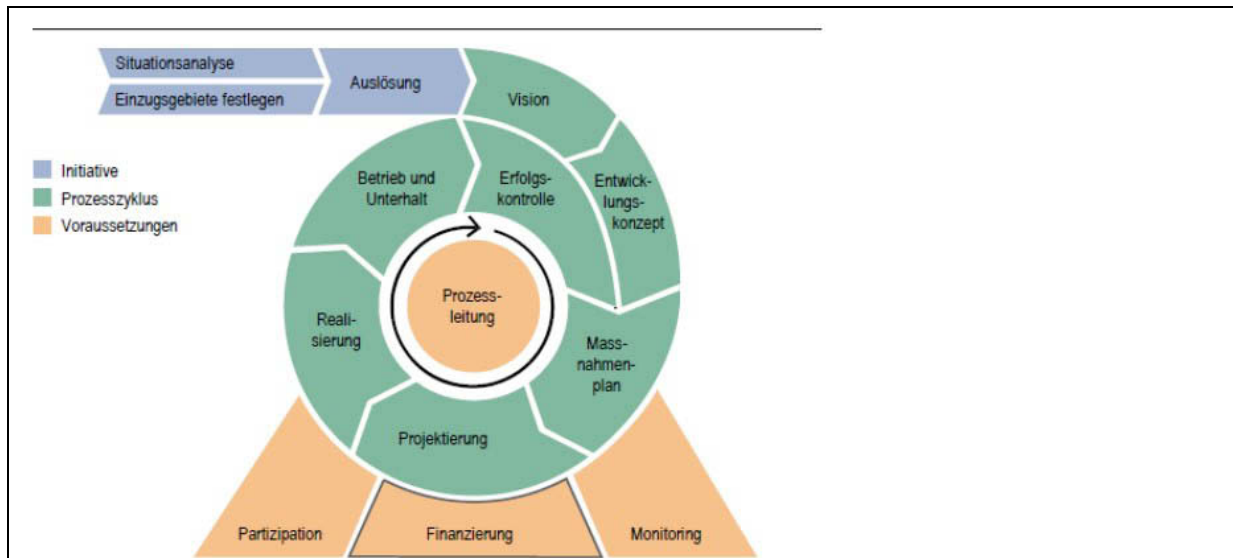 Situationsanalyse
Einzugsgebiete festlegen
Auslösung
Vision
Initiative
Prozesszyklus
Voraussetzungen
Betrieb und
Unterhalt
Erfolgs-
kontrolle
Entwick-
lungs-
konzept
Prozess-
leitung
Reali-
sierung
Mass-
nahmen-
plan
Projektierung
Partizipation
Finanzierung
Monitoring